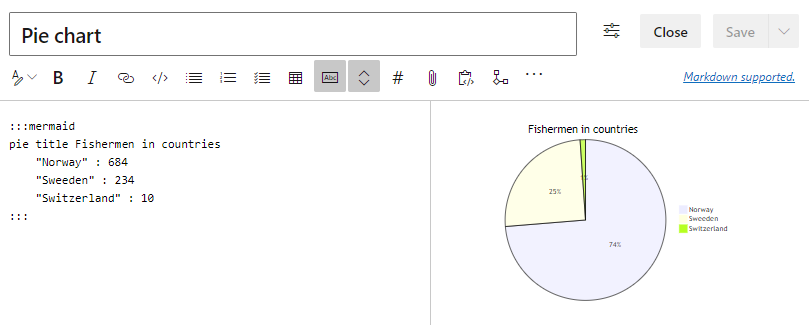 Pie chart
Close
Save
A
B
I
</>
Abc
#
...
Markdown supported.
:::mermaid
pie title Fishermen in countries
"Norway" : 684
"Sweeden" : 234
"Switzerland" : 10
:::
Fishermen in countries
1%
25%
74%
Norway
Sweeden
Switzerland